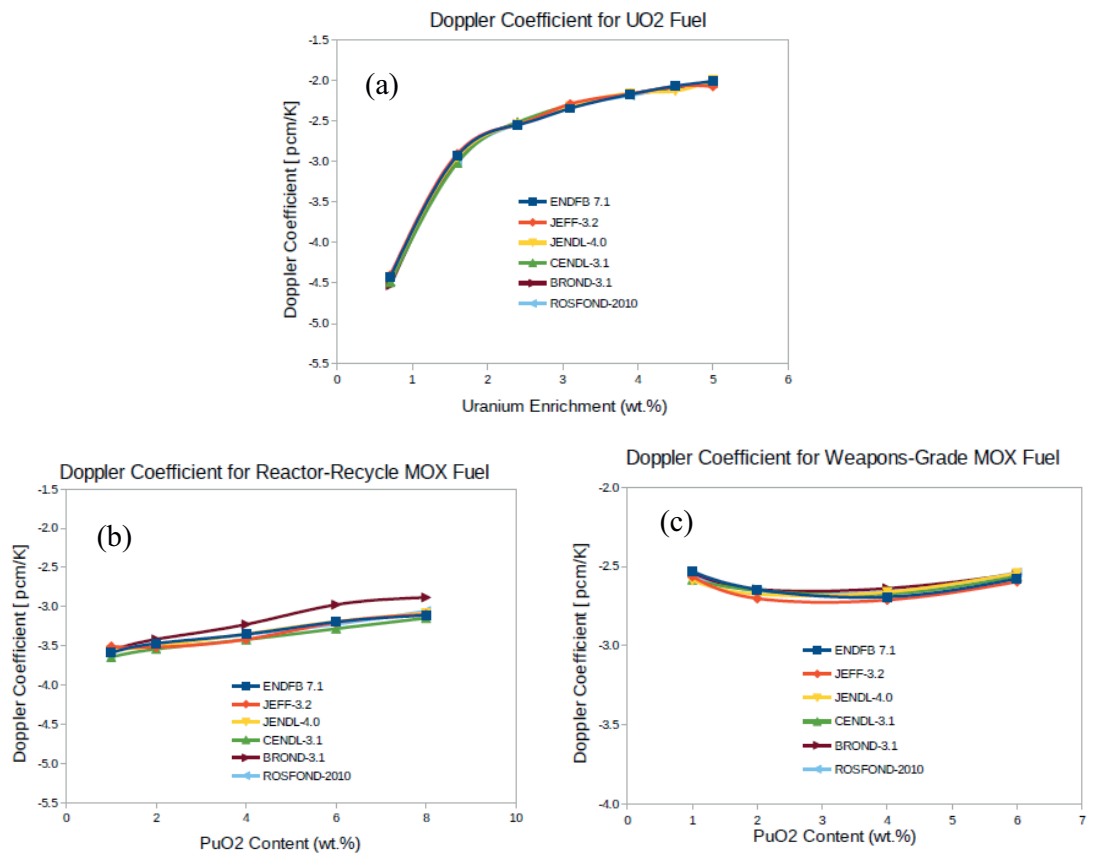 Doppler Coefficient for UO2 Fuel
(a)
-1.5
-2.0
-2.5
-3.0
-3.5
-4.0
-4.5
-5.0
-5.5
Doppler Coefficient [ pcm/K]
ENDFB 7.1
JEFF-3.2
JENDL-4.0
CENDL-3.1
BROND-3.1
ROSFOND-2010
0 1 2 3 4 5 6
Uranium Enrichment (wt.%)
Doppler Coefficient for Reactor-Recycle MOX Fuel
(b)
-1.5
-2.0
-2.5
-3.0
-3.5
-4.0
-4.5
-5.0
-5.5
Doppler Coefficient [ pcm/K]
ENDFB 7.1
JEFF-3.2
JENDL-4.0
CENDL-3.1
BROND-3.1
ROSFOND-2010
0 2 4 6 8 10
PuO2 Content (wt.%)
Doppler Coefficient for Weapons-Grade MOX Fuel
(c)
-2.0
-2.5
-3.0
-3.5
-4.0
Doppler Coefficient [ pcm/K]
ENDFB 7.1
JEFF-3.2
JENDL-4.0
CENDL-3.1
BROND-3.1
ROSFOND-2010
0 1 2 3 4 5 6 7
PuO2 Content (wt.%)